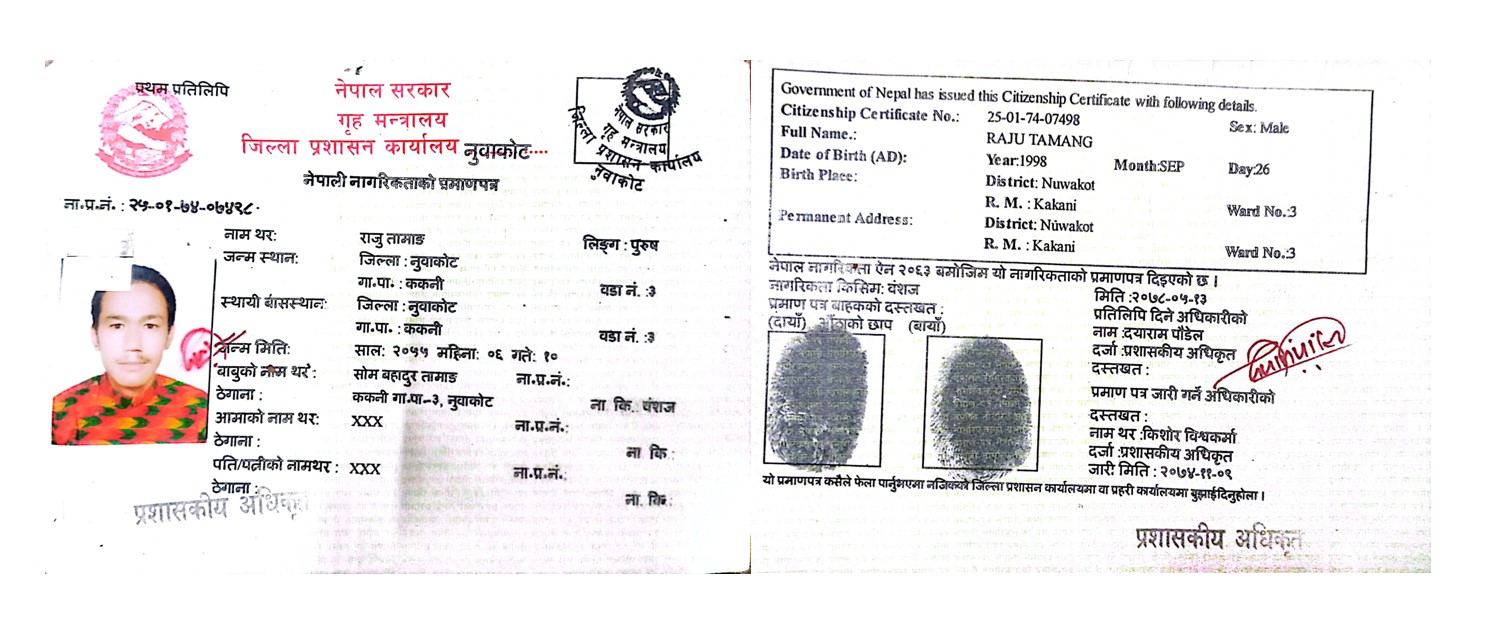 प्रथम प्रतिलिपि
नेपाल सरकार
गृह मन्त्रालय
जिल्ला प्रशासन कार्यालय नुवाकोट....
नेपाल सरकार
गृह मन्त्रालय
जिल्ला प्रशासन कार्यालय
नुवाकोट
नेपाली नागरिकताको प्रमाणपत्र
ना.प्र.नं. : २५-०१-७४-०७४९८
नाम थर: राजु तामाङ लिङ्ग : पुरुष
जन्म स्थान: जिल्ला : नुवाकोट
गा.पा. : ककनी वडा नं. :३
स्थायी बासस्थान: जिल्ला : नुवाकोट
गा.पा. : ककनी वडा नं. :३
जन्म मिति: साल: २०५५ महिना: ०६ गते: १०
बाबुको नाम थर : सोम बहादुर तामाङ ना.प्र.नं.:
ठेगाना : ककनी गा.पा-३, नुवाकोट ना कि. वंशज
आमाको नाम थर: XXX ना.प्र.नं.:
ठेगाना : ना कि :
पति/पत्नीको नामथर : XXX ना.प्र.नं.:
ठेगाना : ना. कि :
प्रशासकीय अधिकृत
Government of Nepal has issued this Citizenship Certificate with following details.
Citizenship Certificate No.: 25-01-74-07498 Sex: Male
Full Name.: RAJU TAMANG
Date of Birth (AD): Year:1998 Month:SEP Day:26
Birth Place: District: Nuwakot
R. M. : Kakani Ward No.:3
Permanent Address: District: Nuwakot
R. M. : Kakani Ward No.:3
नेपाल नागरिकता ऐन २०६३ बमोजिम यो नागरिकताको प्रमाणपत्र दिइएको छ ।
नागरिकता किसिम: वंशज
प्रमाण पत्र बाहकको दस्तखत :
(दायाँ) औंठाको छाप (बायाँ)
मिति :२०७८-०५-१३
प्रतिलिपि दिने अधिकारीको
नाम :दयाराम पौडेल
दर्जा :प्रशासकीय अधिकृत
दस्तखत :
प्रमाण पत्र जारी गर्ने अधिकारीको
दस्तखत :
नाम थर :किशोर विश्वकर्मा
दर्जा :प्रशासकीय अधिकृत
जारी मिति : २०७४-११-०९
यो प्रमाणपत्र कसैले फेला पार्नुभएमा नजिकको जिल्ला प्रशासन कार्यालयमा वा प्रहरी कार्यालयमा बुझाईदिनुहोला ।
प्रशासकीय अधिकृत